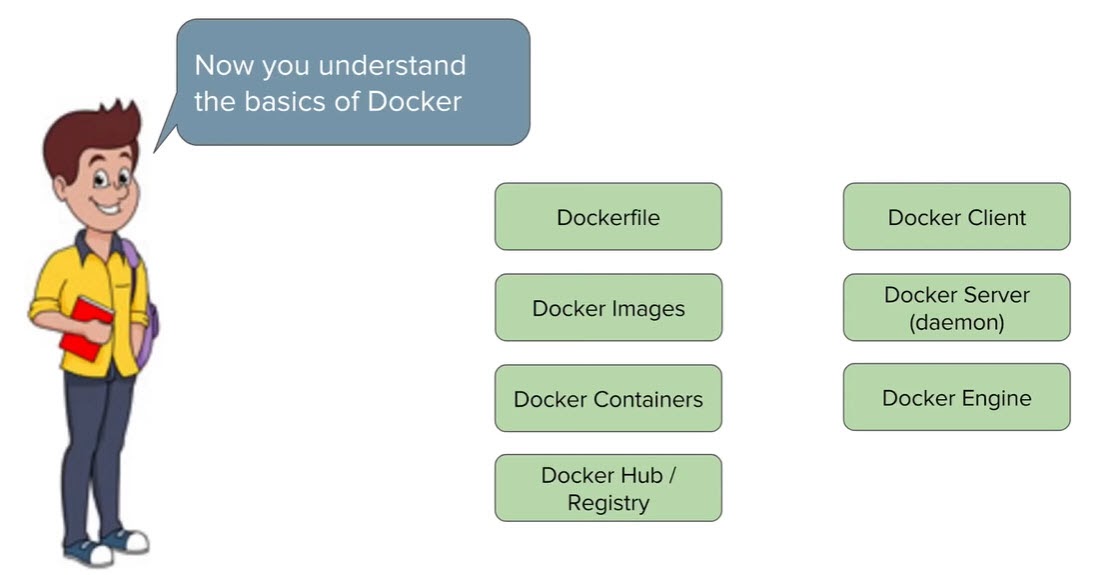 Now you understand
the basics of Docker
Dockerfile
Docker Images
Docker Containers
Docker Hub /
Registry
Docker Client
Docker Server
(daemon)
Docker Engine